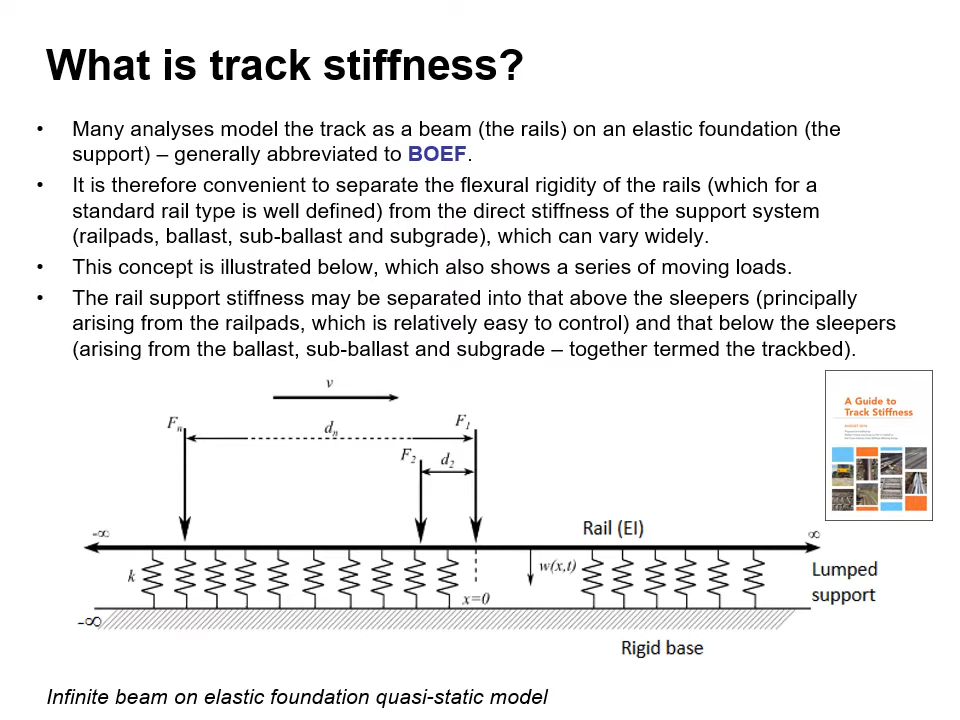 What is track stiffness?
• Many analyses model the track as a beam (the rails) on an elastic foundation (the
support) – generally abbreviated to BOEF.
• It is therefore convenient to separate the flexural rigidity of the rails (which for a
standard rail type is well defined) from the direct stiffness of the support system
(railpads, ballast, sub-ballast and subgrade), which can vary widely.
• This concept is illustrated below, which also shows a series of moving loads.
• The rail support stiffness may be separated into that above the sleepers (principally
arising from the railpads, which is relatively easy to control) and that below the sleepers
(arising from the ballast, sub-ballast and subgrade – together termed the trackbed).
v
Fn
dn
F1
F2
d2
A Guide to
Track Stiffness
-∞
Rail (EI)
∞
k
w(x,t)
Lumped
support
x=0
-∞
Rigid base
Infinite beam on elastic foundation quasi-static model